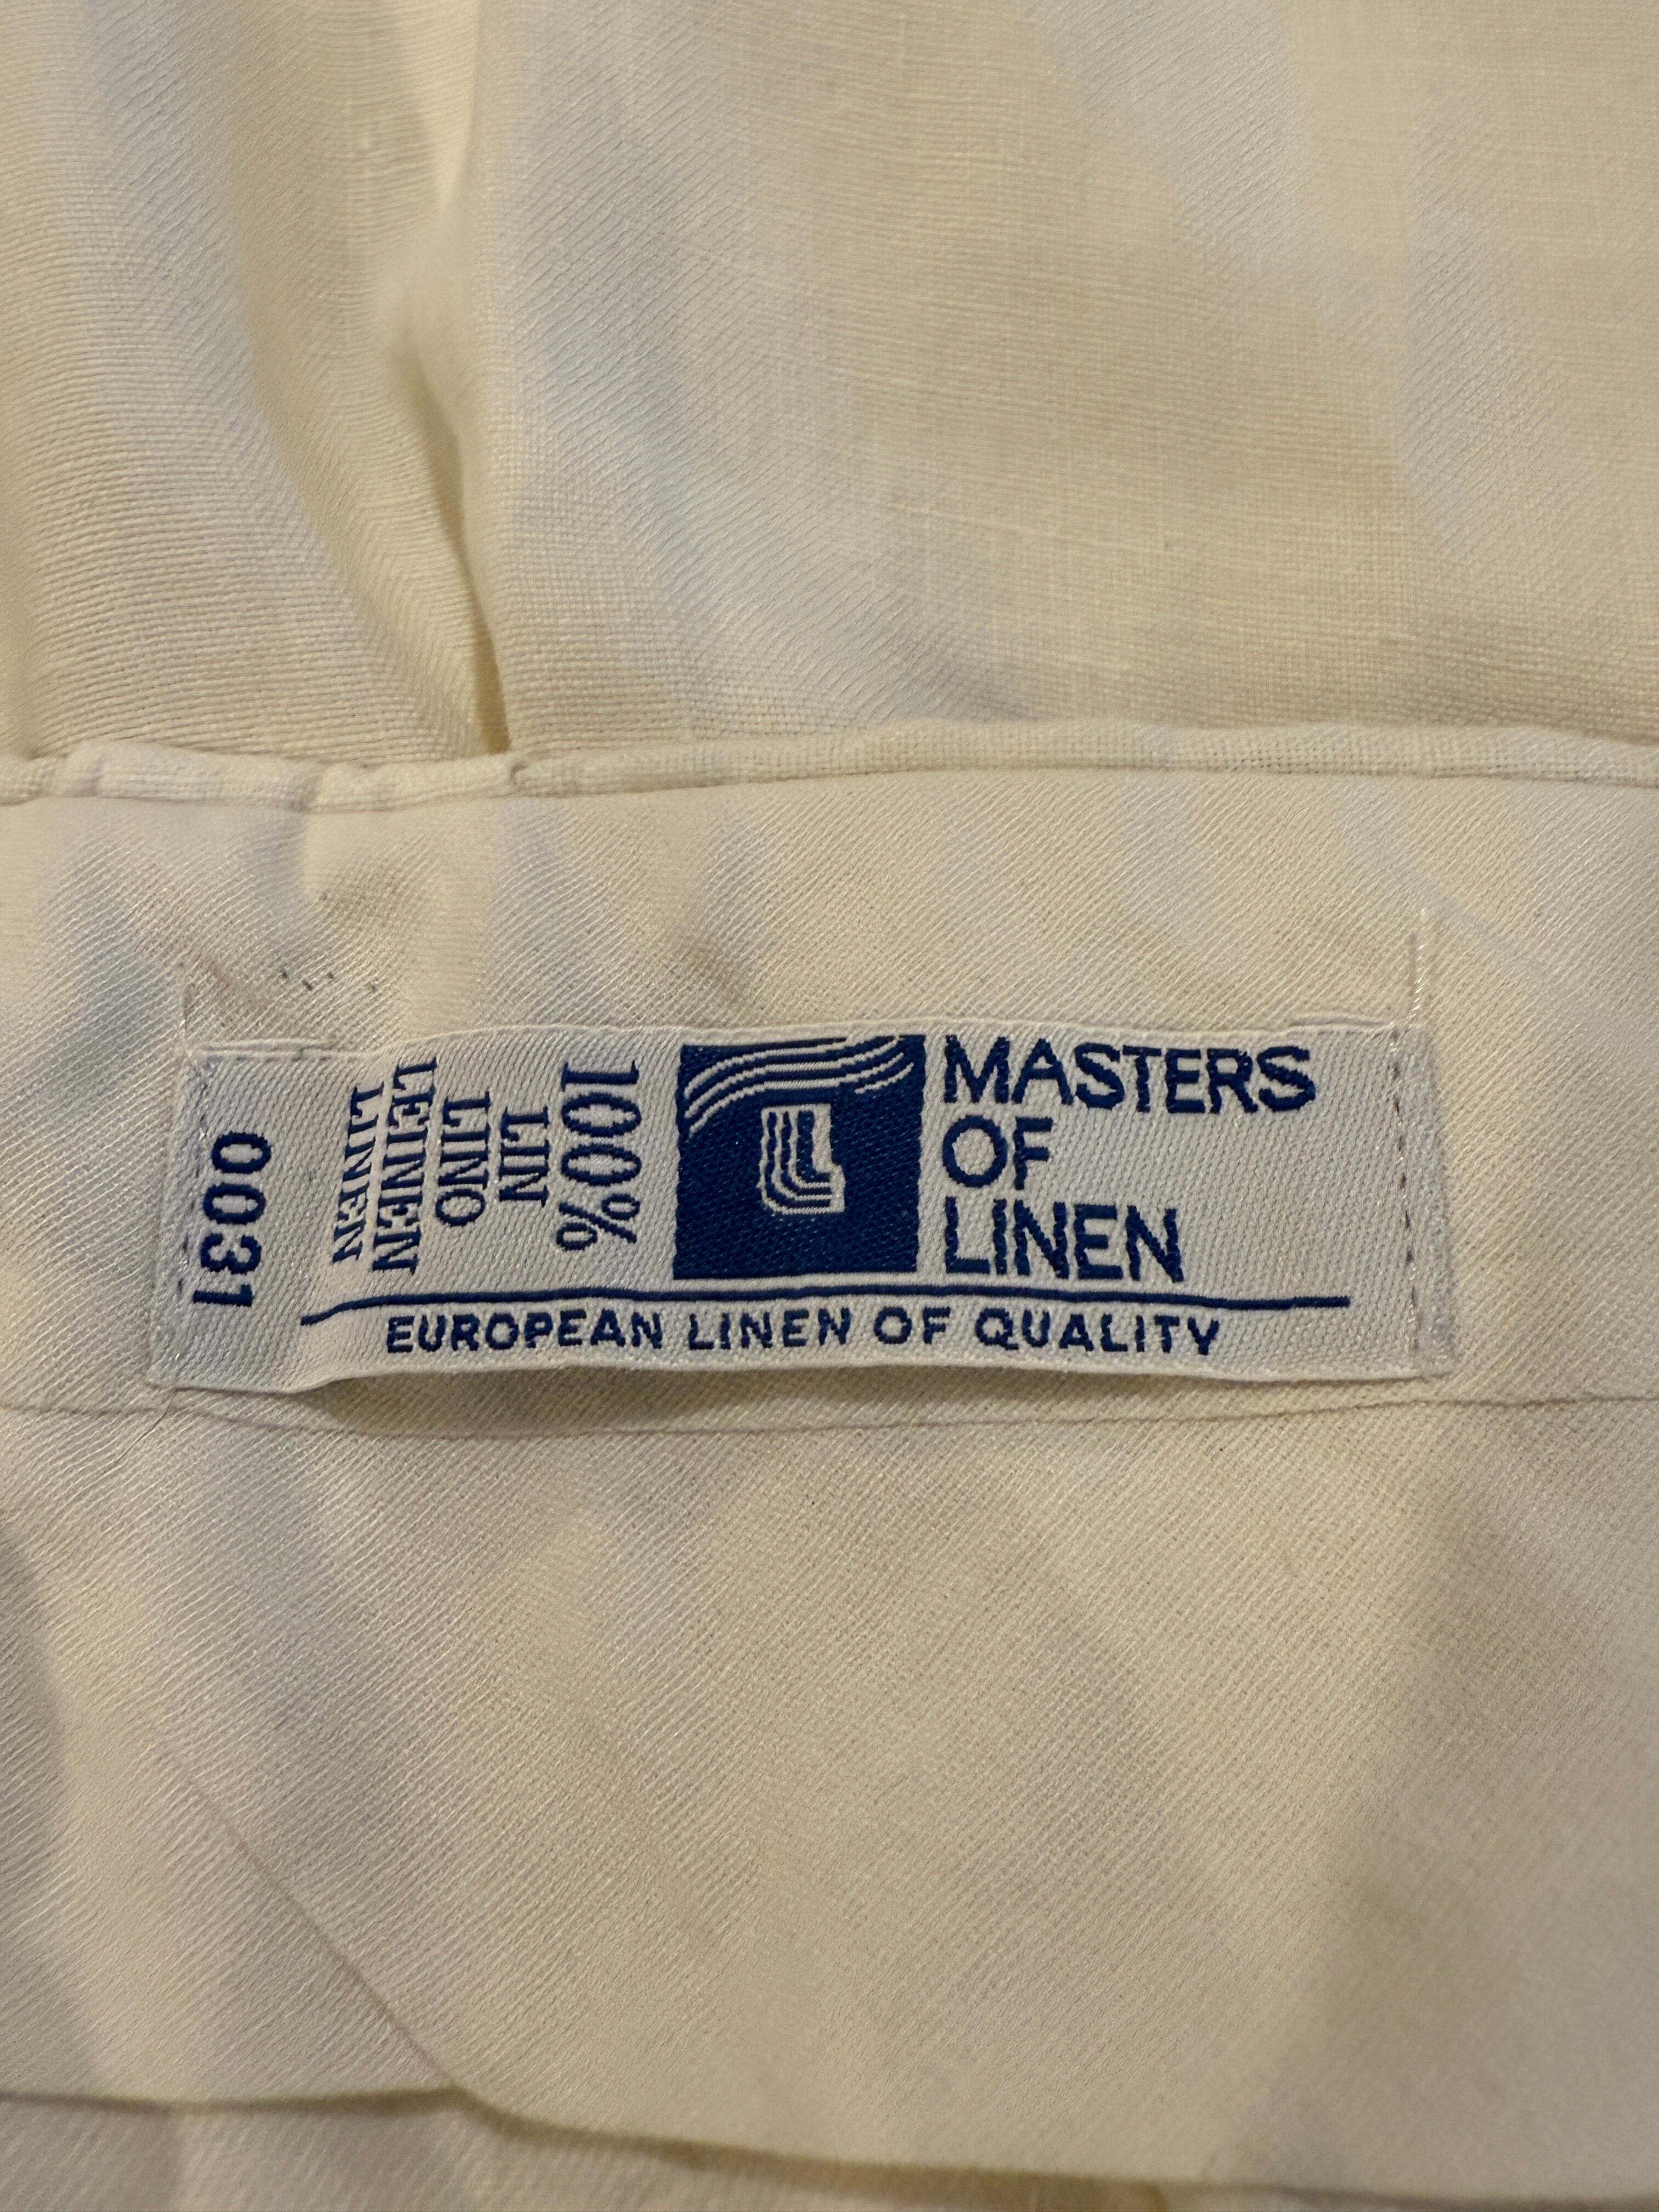 MASTERS
OF
LINEN
L
EUROPEAN LINEN OF QUALITY
100%
LIN
LINO
LEINEN
LINEN
0031